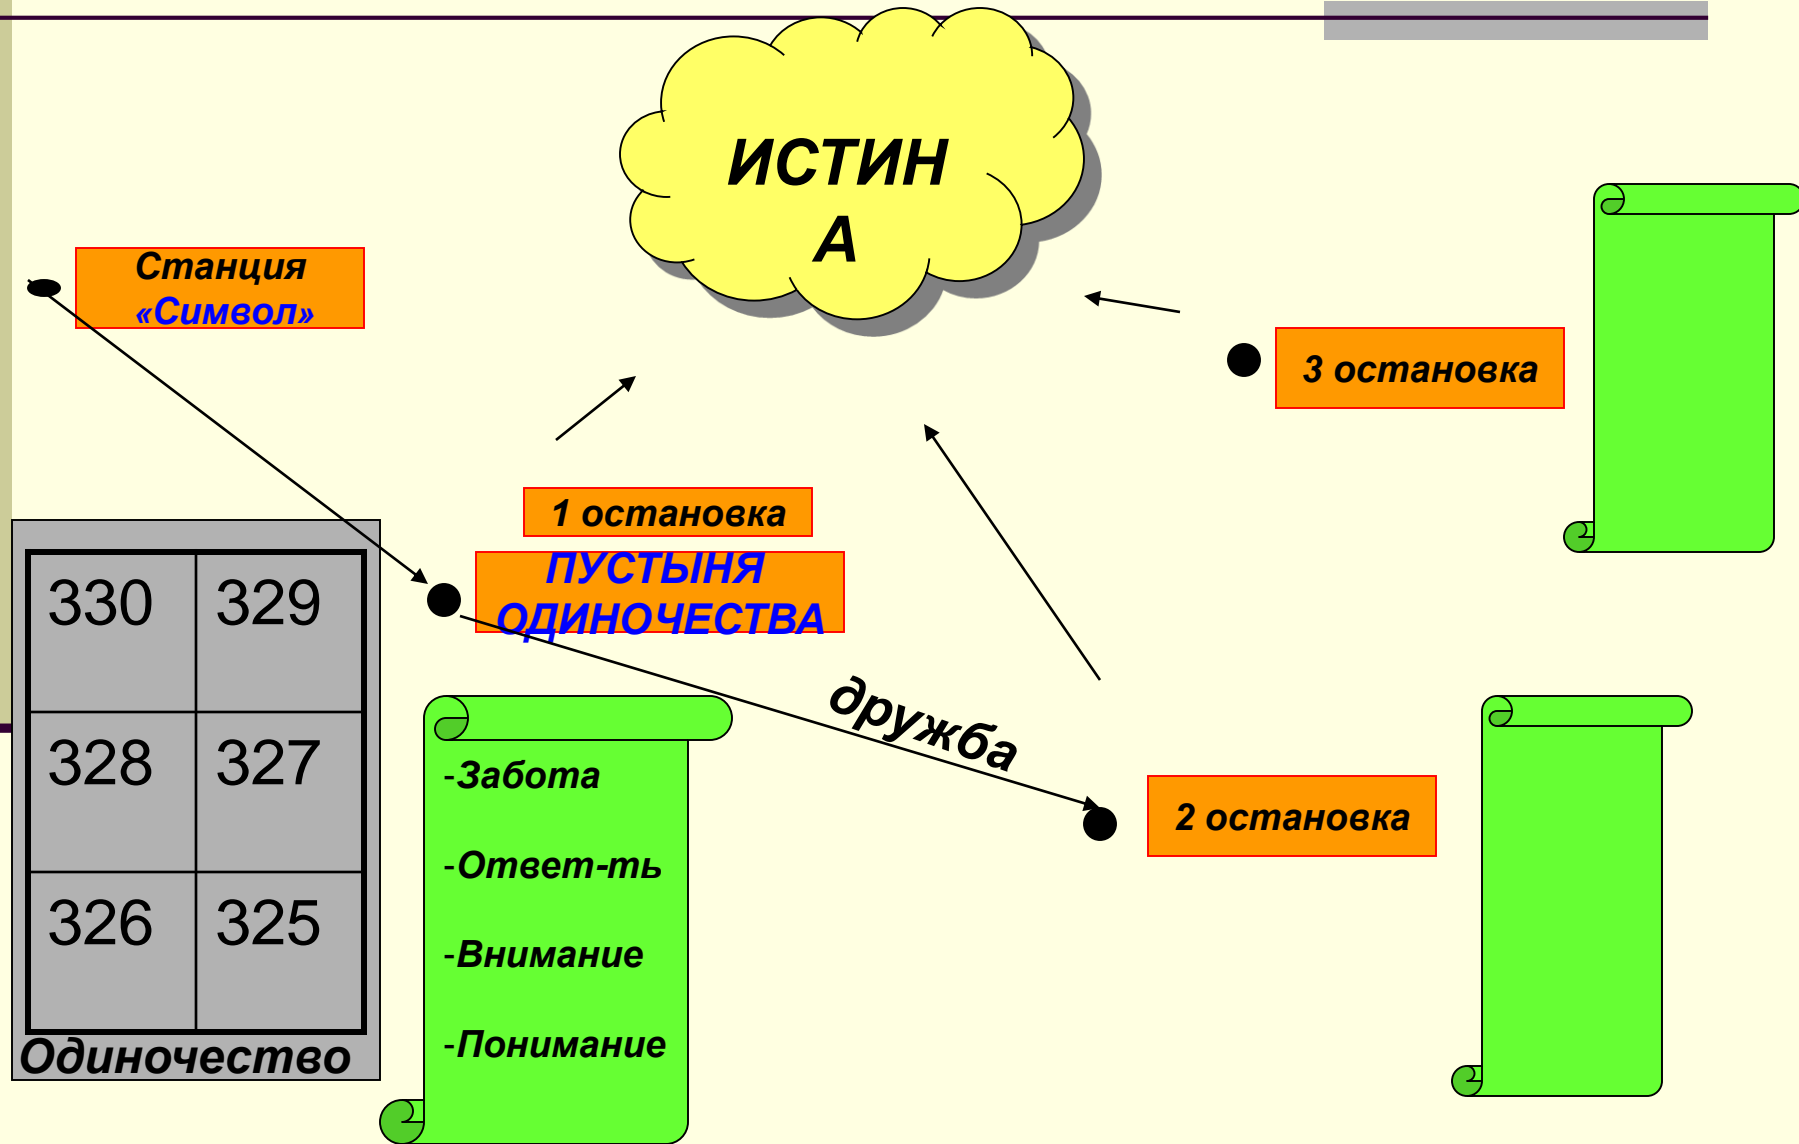 ИСТИН
А
Станция
«Символ»
3 остановка
1 остановка
ПУСТЫНЯ
ОДИНОЧЕСТВА
330 329
328 327
326 325
Одиночество
дружба
-Забота
-Ответ-ть
-Внимание
-Понимание
2 остановка